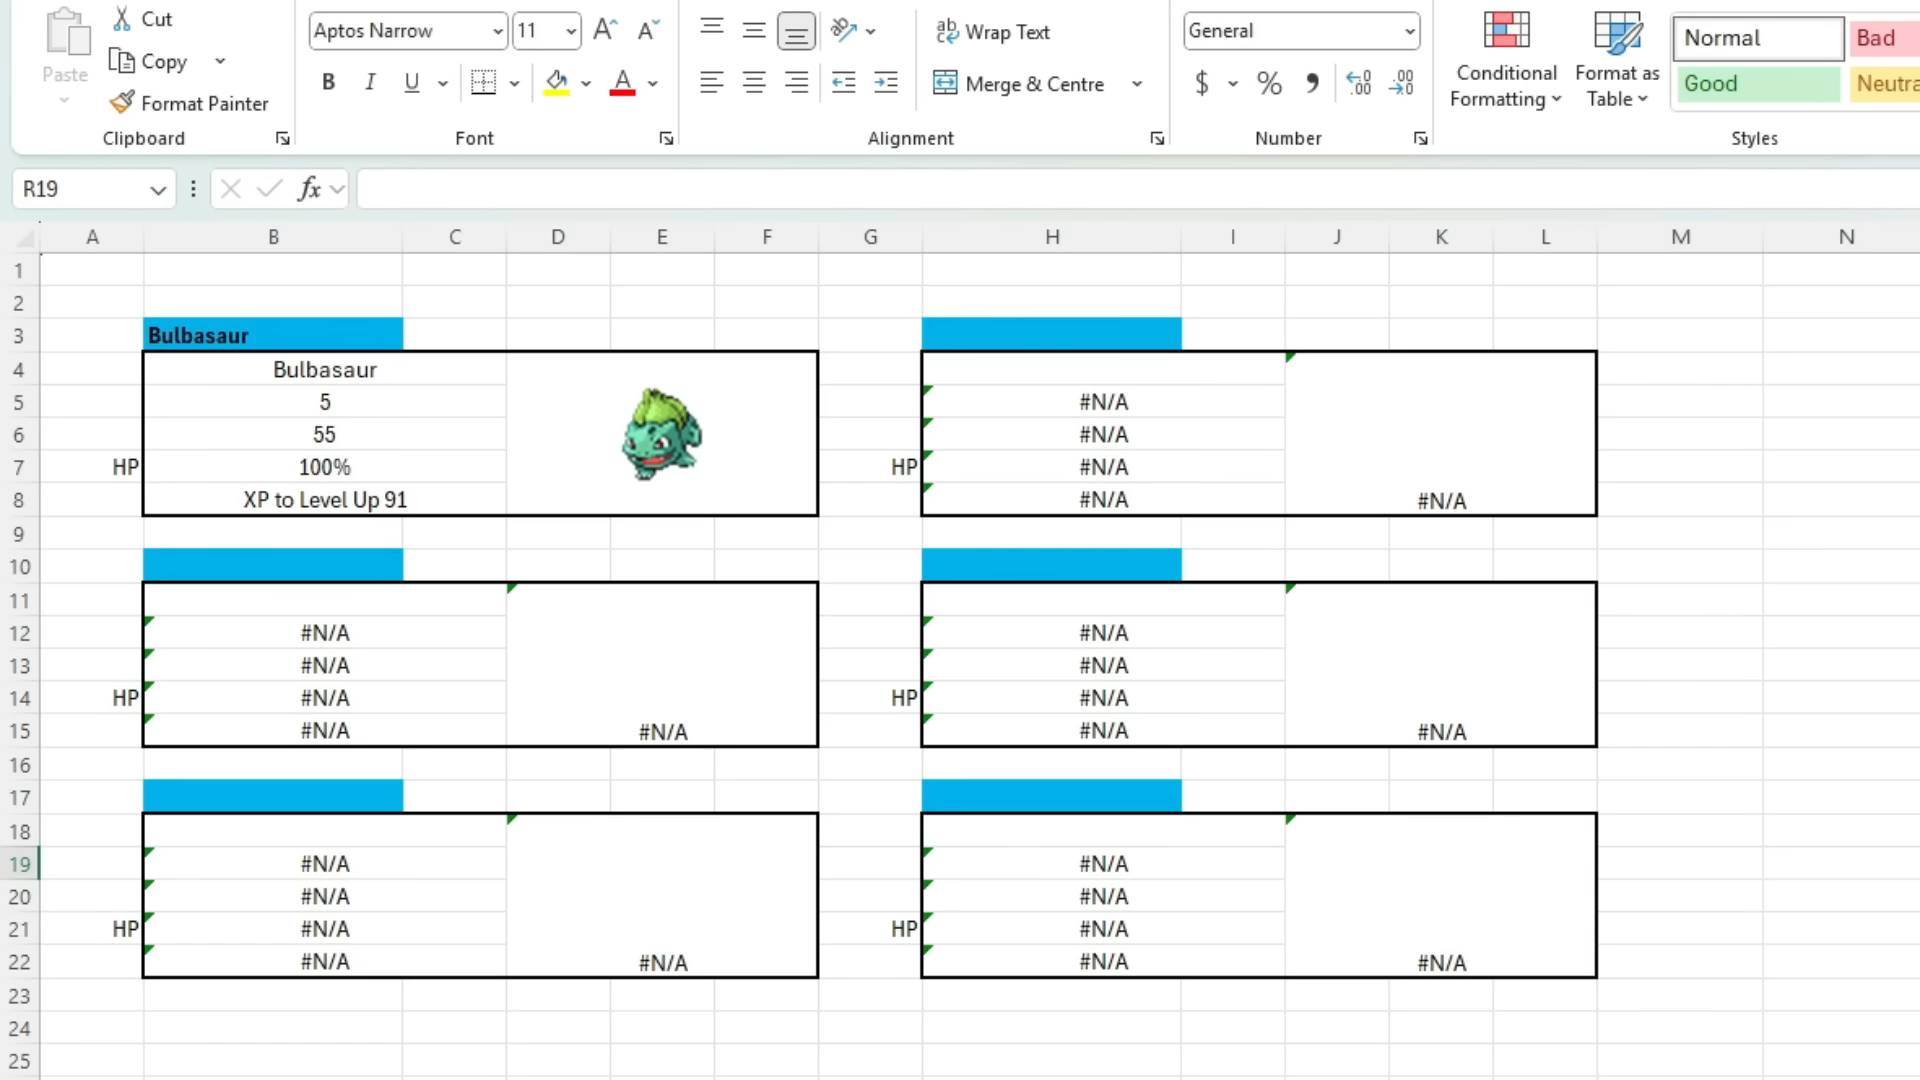 Paste
Cut
Copy
Format Painter
Clipboard
Aptos Narrow 11 A A
B I U A
Font
ab
Wrap Text
Merge & Centre
Alignment
General
$ % , .00 .00
Number
Conditional Formatting
Format as Table
Normal Bad
Good Neutra
Styles
R19 fx
A B C D E F G H I J K L M N
1
2
3 Bulbasaur
4 Bulbasaur
5 5 #N/A
6 55 #N/A
7 HP 100% HP #N/A
8 XP to Level Up 91 #N/A #N/A
9
10
11
12 #N/A #N/A
13 #N/A #N/A
14 HP #N/A HP #N/A
15 #N/A #N/A #N/A #N/A
16
17
18
19 #N/A #N/A
20 #N/A #N/A
21 HP #N/A HP #N/A
22 #N/A #N/A #N/A #N/A
23
24
25